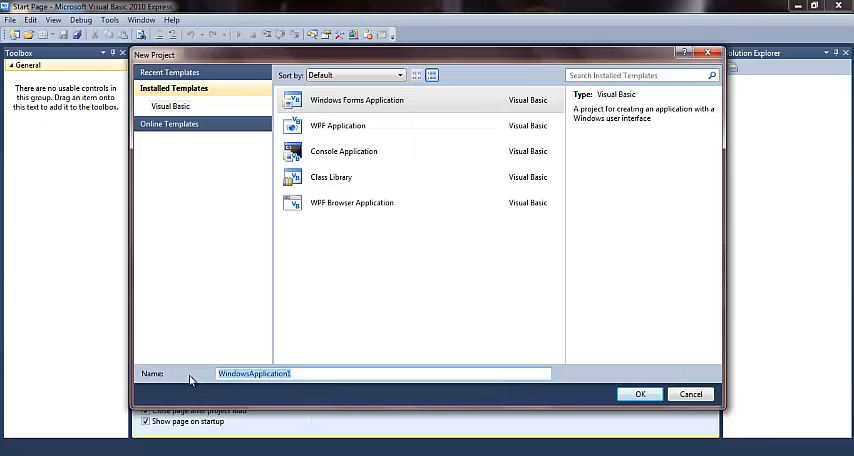 Start Page - Microsoft Visual Basic 2010 Express
File Edit View Debug Tools Window Help
Toolbox
General
There are no usable controls in
this group. Drag an item onto
this text to add it to the toolbox.
New Project
Recent Templates
Installed Templates
Visual Basic
Online Templates
Sort by: Default
Windows Forms Application Visual Basic
WPF Application Visual Basic
Console Application Visual Basic
Class Library Visual Basic
WPF Browser Application Visual Basic
Search Installed Templates
Type: Visual Basic
A project for creating an application with a
Windows user interface
olution Explorer
Name: WindowsApplication1
OK Cancel
Close page after project load
Show page on startup